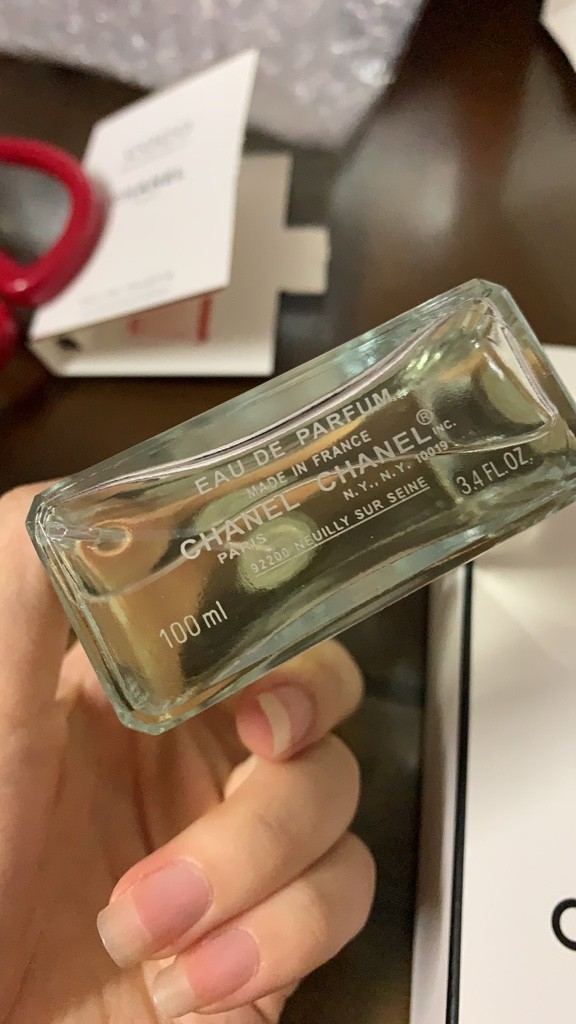 CHANEL
EAU DE PARFUM
MADE IN FRANCE
CHANEL CHANEL® INC.
PARIS N.Y., N.Y. 10019
92200 NEUILLY SUR SEINE
3.4 FL.OZ.
100 ml